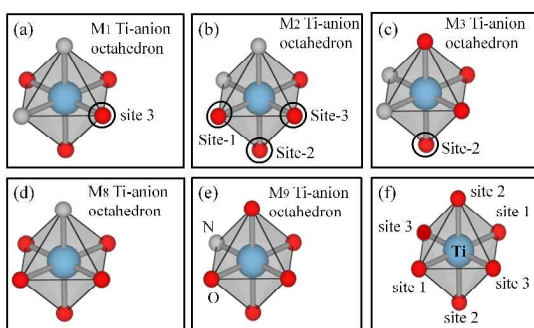 (a)
M1 Ti-anion
octahedron
site 3
(b)
M2 Ti-anion
octahedron
Site-1
Site-3
Site-2
(c)
M3 Ti-anion
octahedron
Site-2
(d)
M8 Ti-anion
octahedron
(e)
M9 Ti-anion
octahedron
N
O
(f)
site 2
site 1
site 3
Ti
site 1
site 3
site 2